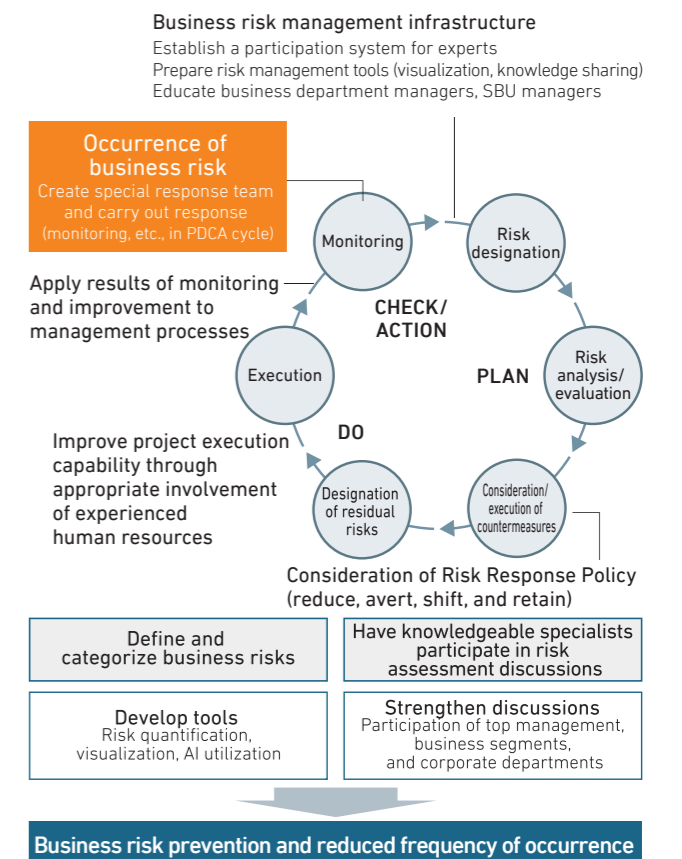 Business risk management infrastructure
Establish a participation system for experts
Prepare risk management tools (visualization, knowledge sharing)
Educate business department managers, SBU managers
Occurrence of
business risk
Create special response team
and carry out response
(monitoring, etc., in PDCA cycle)
Monitoring
Risk
designation
Apply results of monitoring
and improvement to
management processes
CHECK/
ACTION
Execution
PLAN
Risk
analysis/
evaluation
DO
Improve project execution
capability through
appropriate involvement
of experienced
human resources
Designation
of residual
risks
Consideration/
execution of
countermeasures
Consideration of Risk Response Policy
(reduce, avert, shift, and retain)
Define and
categorize business risks
Have knowledgeable specialists
participate in risk
assessment discussions
Develop tools
Risk quantification,
visualization, AI utilization
Strengthen discussions
Participation of top management,
business segments,
and corporate departments
Business risk prevention and reduced frequency of occurrence